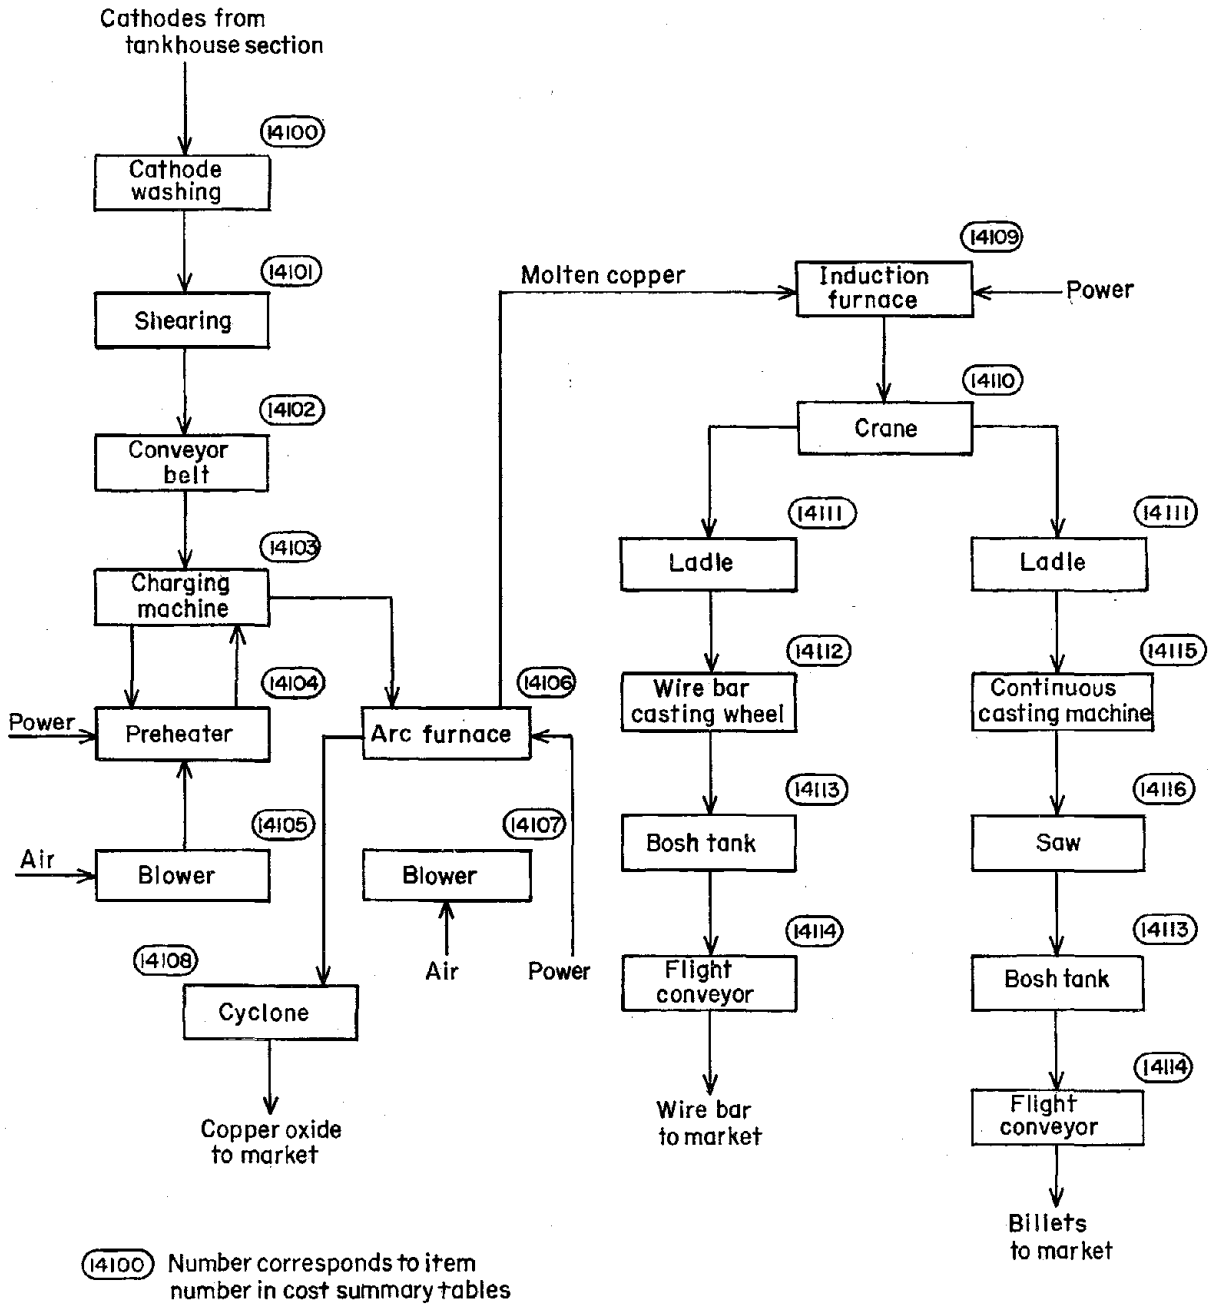 Cathodes from
tankhouse section
14100
Cathode
washing
14101
Shearing
14102
Conveyor
belt
14103
Charging
machine
14104
Power
Preheater
14105
Air
Blower
14106
Arc furnace
14107
Blower
Air
Power
14108
Cyclone
Copper oxide
to market
Molten copper
14109
Induction
furnace
Power
14110
Crane
14111
Ladle
14112
Wire bar
casting wheel
14113
Bosh tank
14114
Flight
conveyor
Wire bar
to market
14111
Ladle
14115
Continuous
casting machine
14116
Saw
14113
Bosh tank
14114
Flight
conveyor
Billets
to market
14100 Number corresponds to item
number in cost summary tables